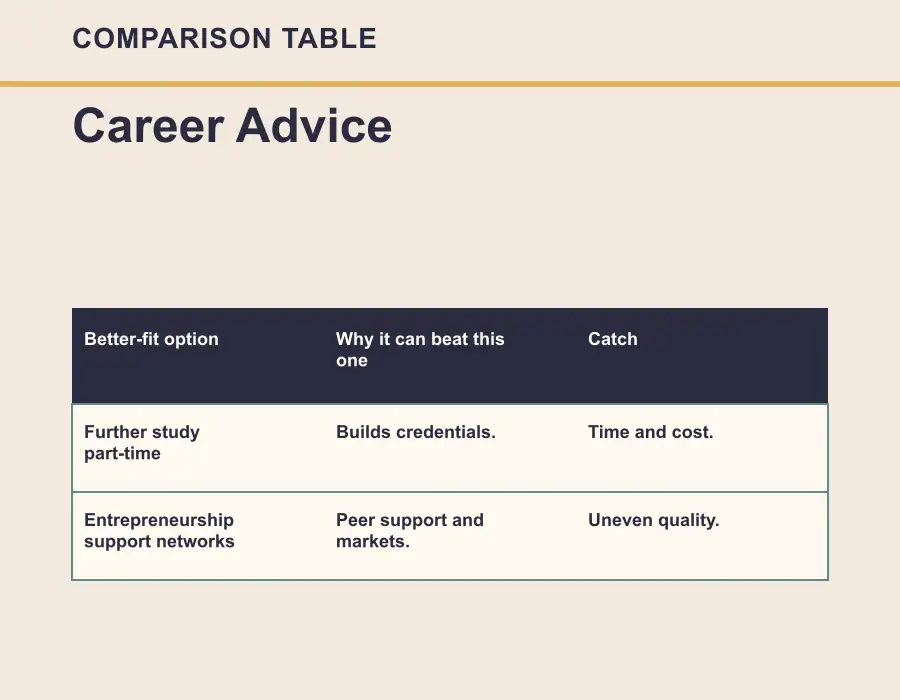 COMPARISON TABLE
Career Advice
Better-fit option
Why it can beat this
one
Catch
Further study
part-time
Builds credentials.
Time and cost.
Entrepreneurship
support networks
Peer support and
markets.
Uneven quality.